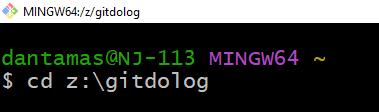 MINGW64:/z/gitdolog
dantamas@NJ-113 MINGW64 ~
$ cd z:\gitdolog